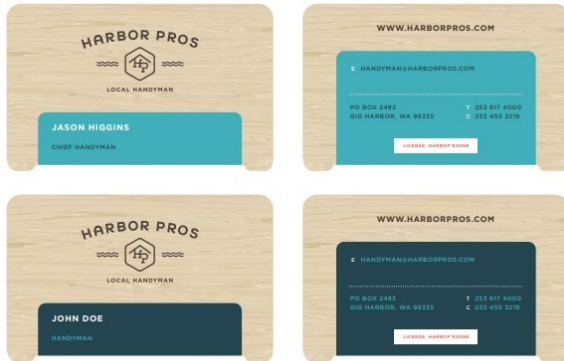 HARBOR PROS
HP
LOCAL HANDYMAN
JASON HIGGINS
CHIEF HANDYMAN
WWW.HARBORPROS.COM
E HANDYMAN@HARBORPROS.COM
PO BOX 2493 T 253 617 4000
GIG HARBOR, WA 98335 C 253 455 3218
LICENSE
HARBOR PROS
HP
LOCAL HANDYMAN
JOHN DOE
HANDYMAN
WWW.HARBORPROS.COM
E HANDYMAN@HARBORPROS.COM
PO BOX 2493 T 253 617 4000
GIG HARBOR, WA 98335 C 253 455 3218
LICENSE